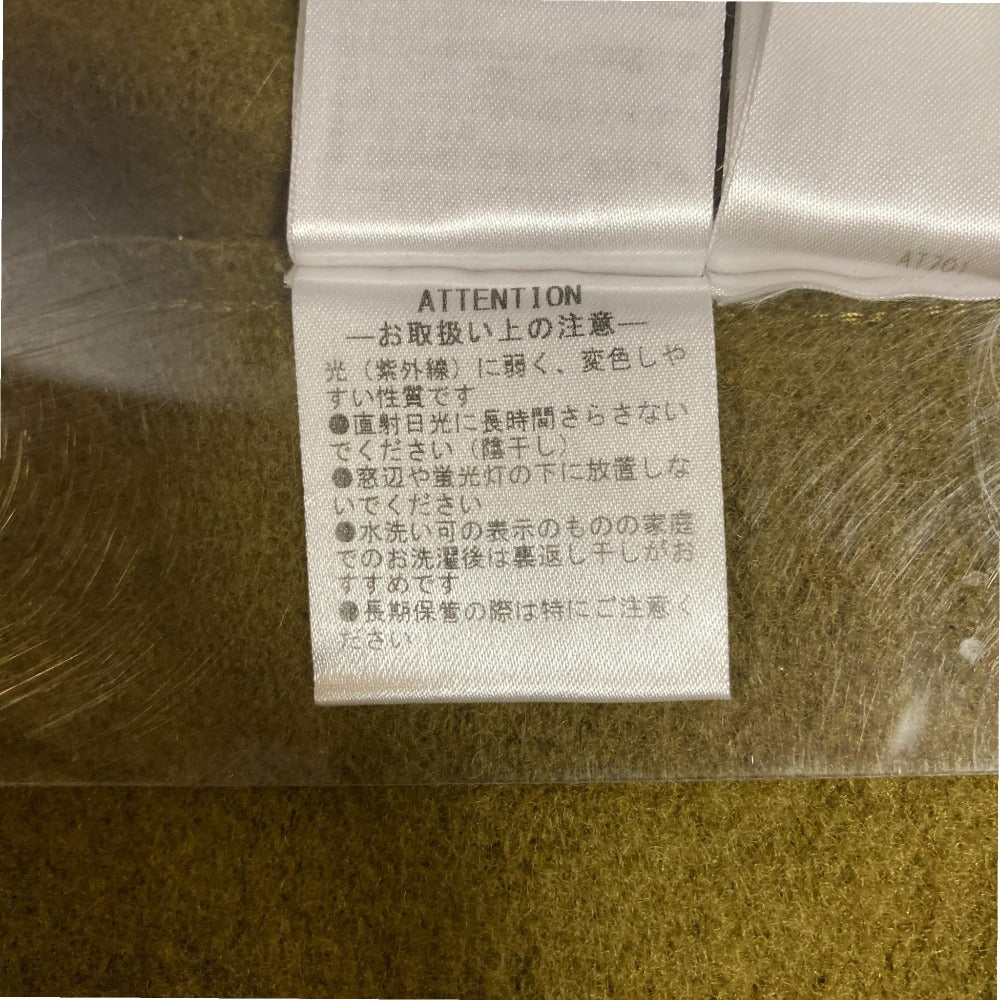 AT201
ATTENTION
―お取扱い上の注意―
光（紫外線）に弱く、変色しや
すい性質です
●直射日光に長時間さらさない
でください（陰干し）
●窓辺や蛍光灯の下に放置しな
いでください
●水洗い可の表示のものの家庭
でのお洗濯後は裏返し干しがお
すすめです
●長期保管の際は特にご注意く
ださい